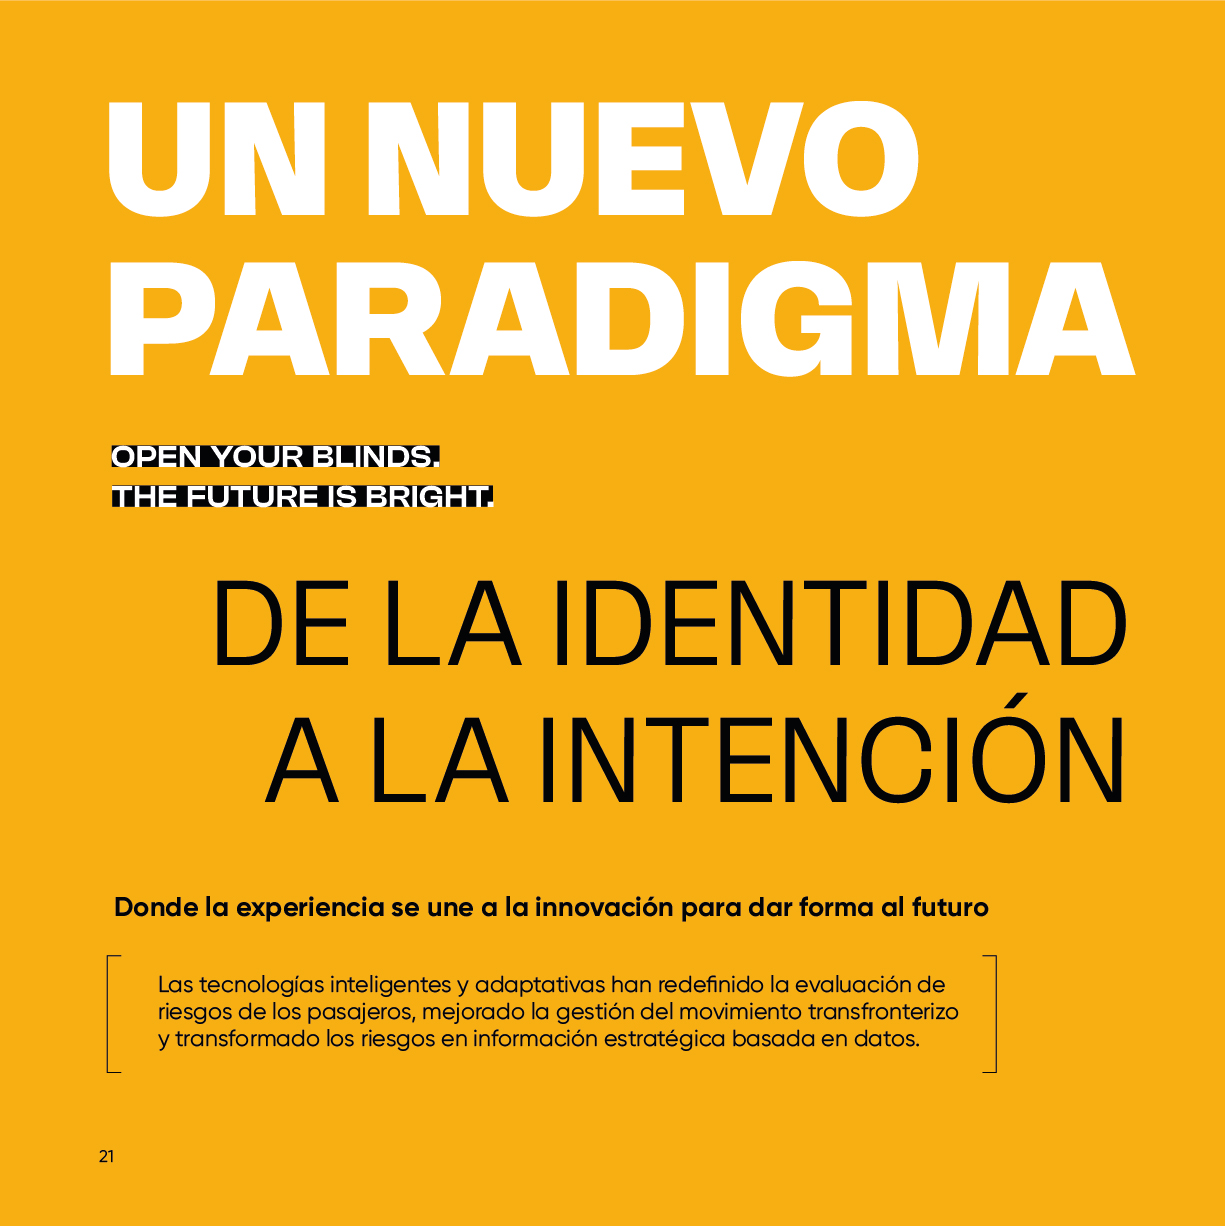 UN NUEVO
PARADIGMA
OPEN YOUR BLINDS.
THE FUTURE IS BRIGHT.
DE LA IDENTIDAD
A LA INTENCIÓN
Donde la experiencia se une a la innovación para dar forma al futuro
Las tecnologías inteligentes y adaptativas han redefinido la evaluación de
riesgos de los pasajeros, mejorado la gestión del movimiento transfronterizo
y transformado los riesgos en información estratégica basada en datos.
21